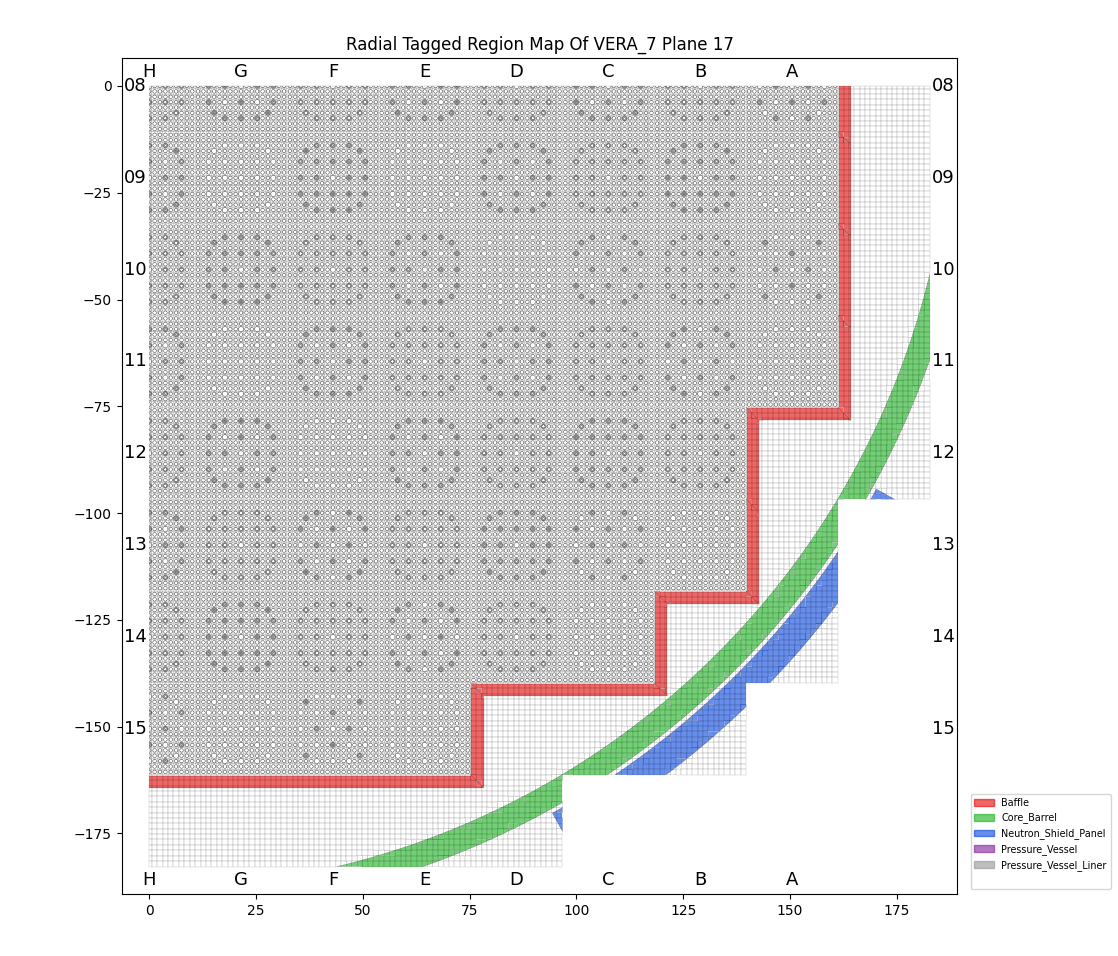 Radial Tagged Region Map Of VERA_7 Plane 17
H G F E D C B A
0 08 08
09 09
−25
10 10
−50
11 11
−75
12 12
−100
13 13
−125
14 14
−150
15 15
−175
H G F E D C B A
0 25 50 75 100 125 150 175
Baffle
Core_Barrel
Neutron_Shield_Panel
Pressure_Vessel
Pressure_Vessel_Liner